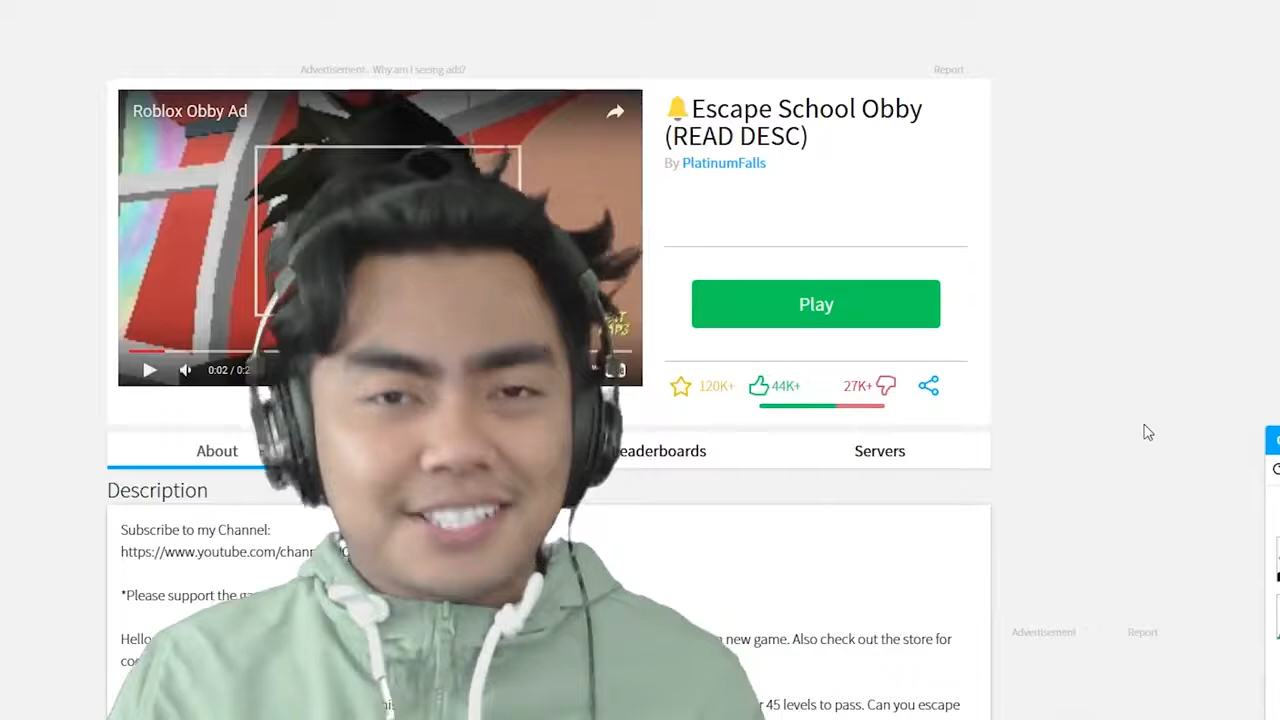 Advertisement Why am I seeing ads?
Report
Roblox Obby Ad
🔔Escape School Obby
(READ DESC)
By PlatinumFalls
Play
0:02 / 0:2
120K+
44K+
27K+
About
eaderboards
Servers
Description
Subscribe to my Channel:
https://www.youtube.com/chan
*Please support the
Hello
new game. Also check out the store for
45 levels to pass. Can you escape
Advertisement
Report